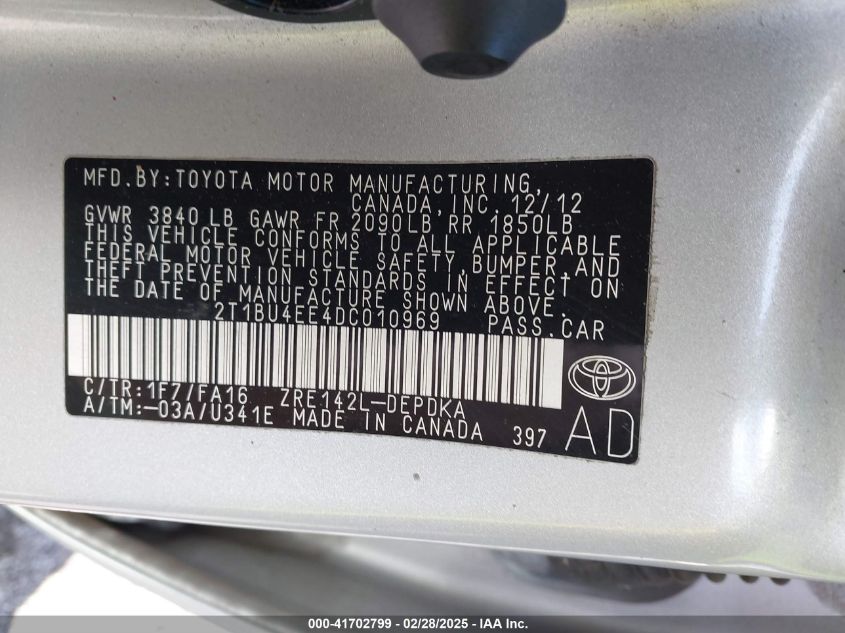 MFD.BY:TOYOTA MOTOR MANUFACTURING,
CANADA, INC. 12/12
GVWR 3840 LB GAWR FR 2090LB RR 1850LB
THIS VEHICLE CONFORMS TO ALL APPLICABLE
FEDERAL MOTOR VEHICLE SAFETY, BUMPER, AND
THEFT PREVENTION STANDARDS IN EFFECT ON
THE DATE OF MANUFACTURE SHOWN ABOVE.
2T1BU4EE4DC010969 PASS.CAR
C/TR:1F7/FA16 ZRE142L-DEPDKA
A/TM:-03A/U341E MADE IN CANADA 397
AD
000-41702799 - 02/28/2025 - IAA Inc.